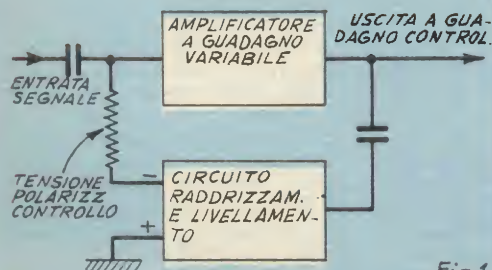 AMPLIFICATORE
A GUADAGNO
VARIABILE
USCITA A GUA-
DAGNO CONTROL.
ENTRATA
SEGNALE
TENSIONE
POLARIZZ
CONTROLLO
-
+
CIRCUITO
RADDRIZZAM.
E LIVELLAMEN-
TO
Fig. 1